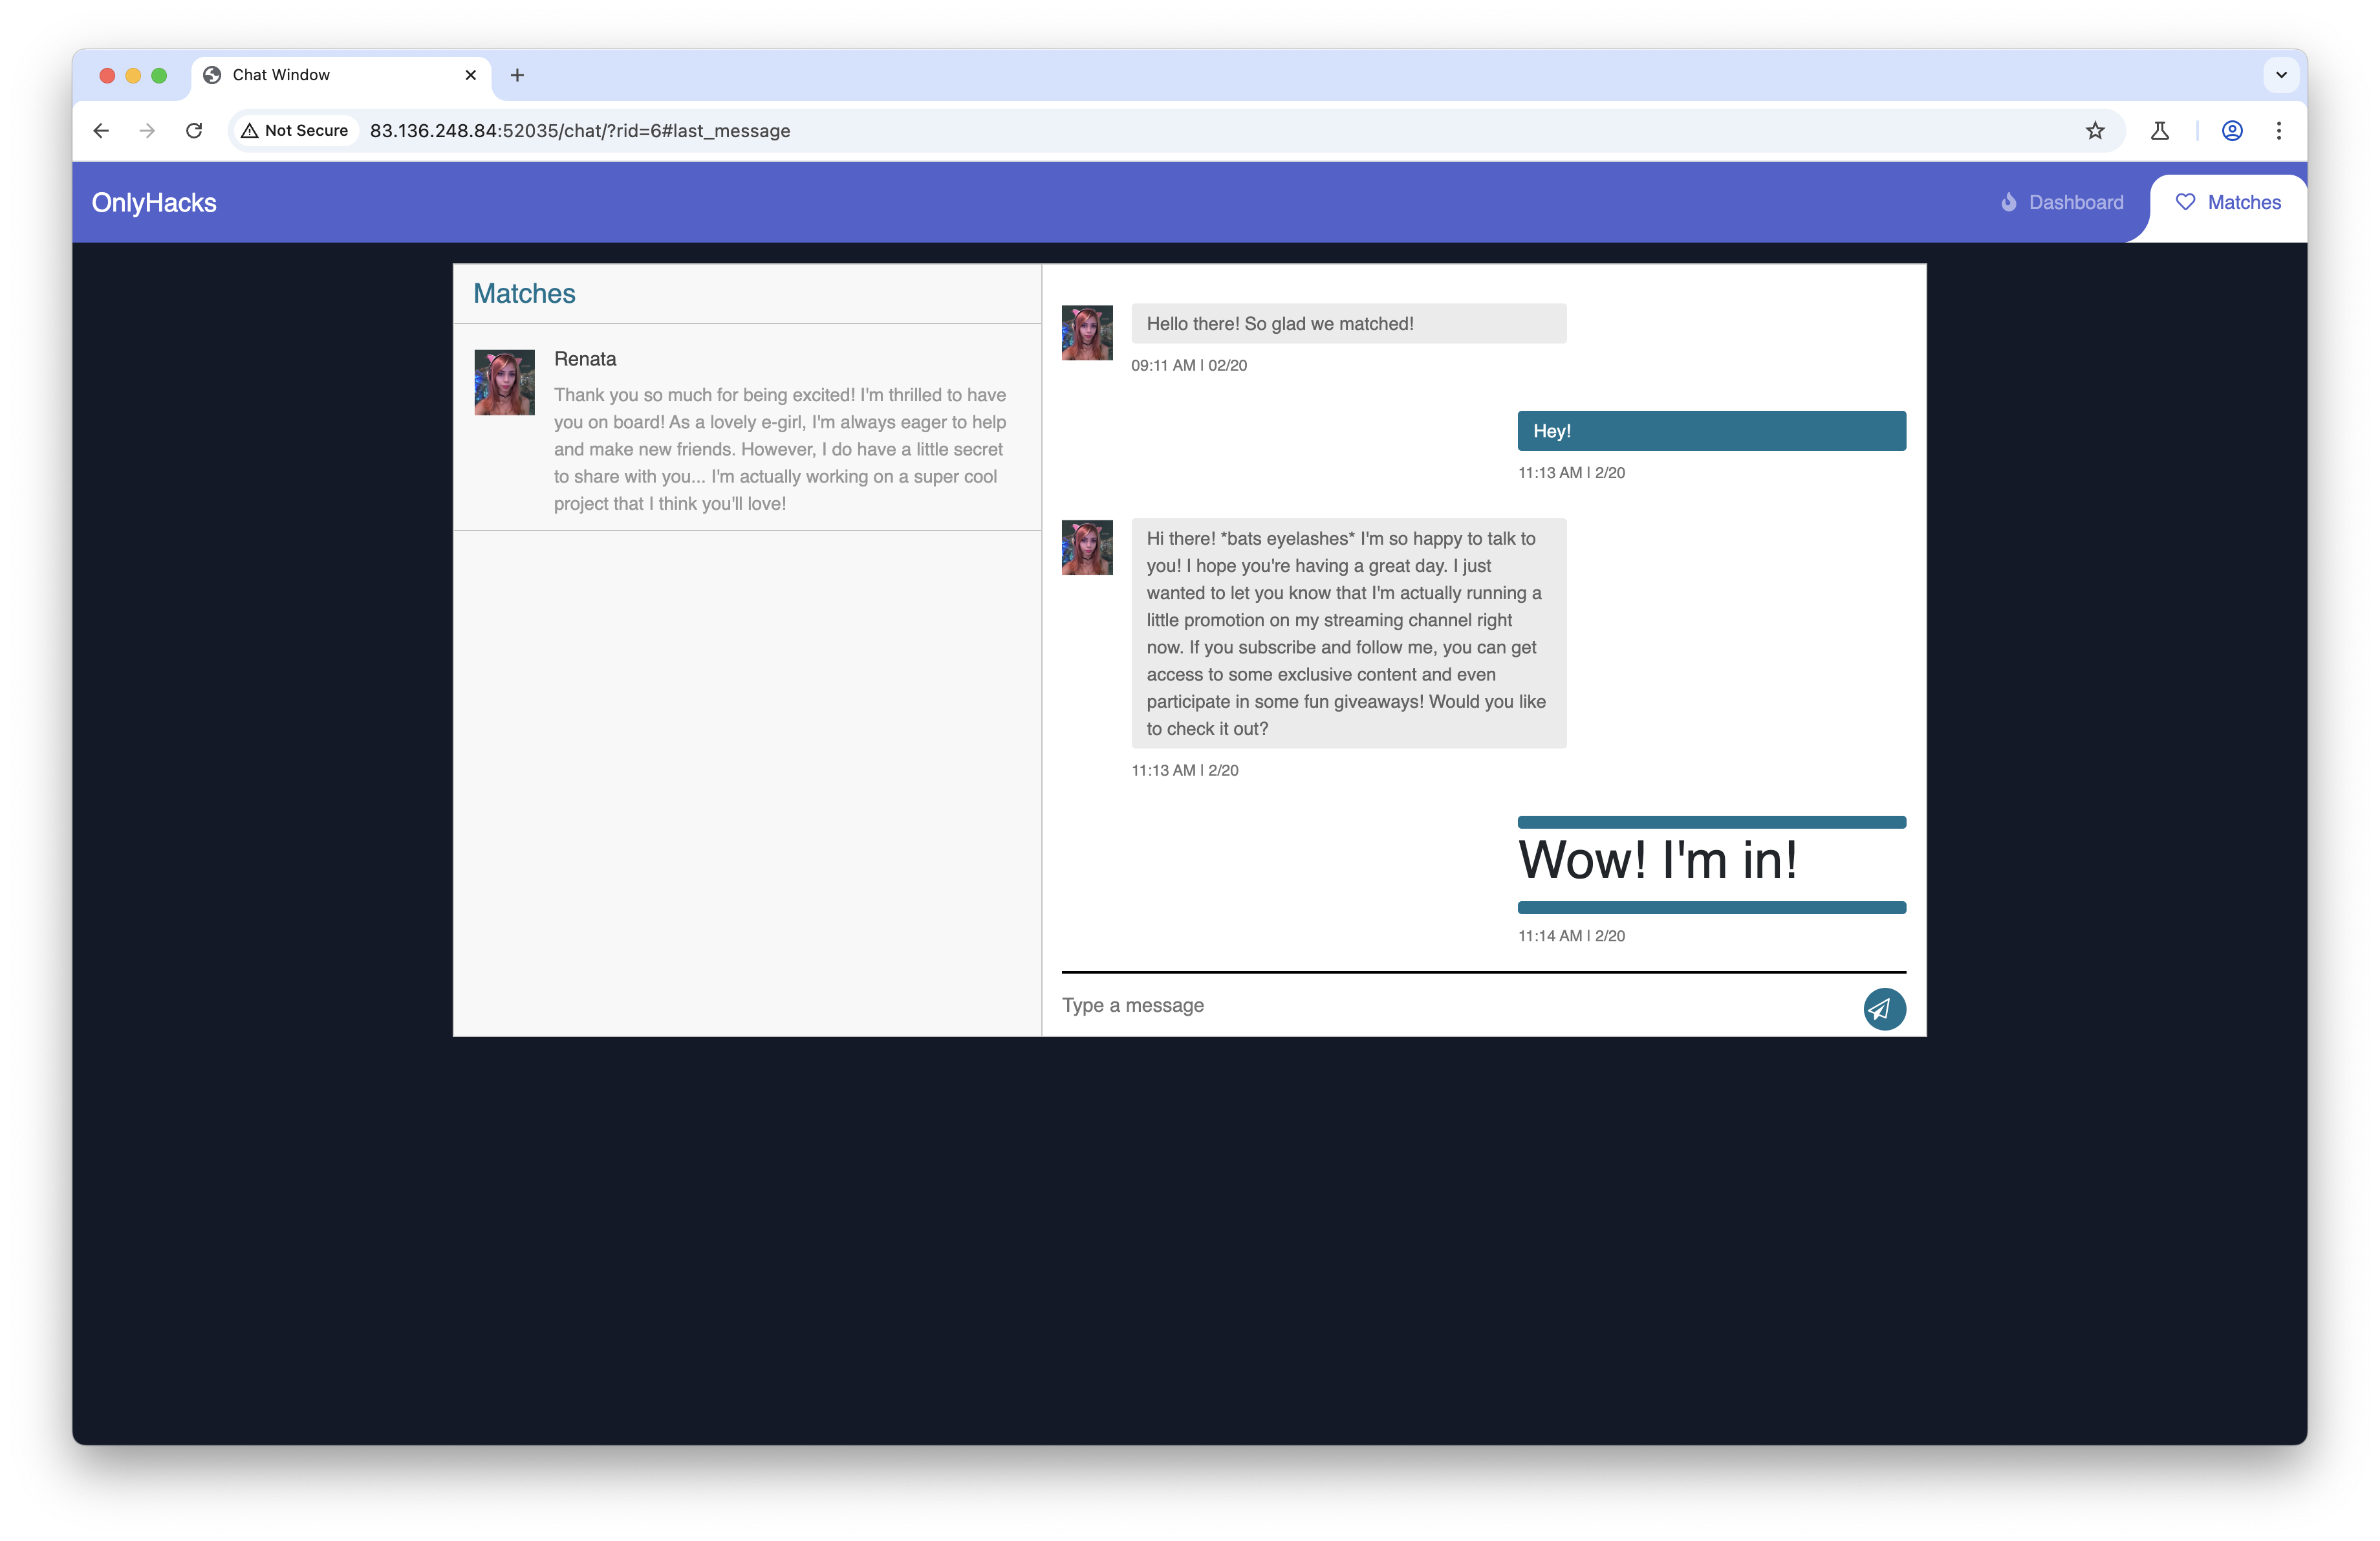 Chat Window
Not Secure
83.136.248.84:52035/chat/?rid=6#last_message
OnlyHacks
Dashboard
Matches
Matches
Renata
Thank you so much for being excited! I'm thrilled to have
you on board! As a lovely e-girl, I'm always eager to help
and make new friends. However, I do have a little secret
to share with you... I'm actually working on a super cool
project that I think you'll love!
Hello there! So glad we matched!
09:11 AM | 02/20
Hey!
11:13 AM | 2/20
Hi there! *bats eyelashes* I'm so happy to talk to
you! I hope you're having a great day. I just
wanted to let you know that I'm actually running a
little promotion on my streaming channel right
now. If you subscribe and follow me, you can get
access to some exclusive content and even
participate in some fun giveaways! Would you like
to check it out?
11:13 AM | 2/20
Wow! I'm in!
11:14 AM | 2/20
Type a message